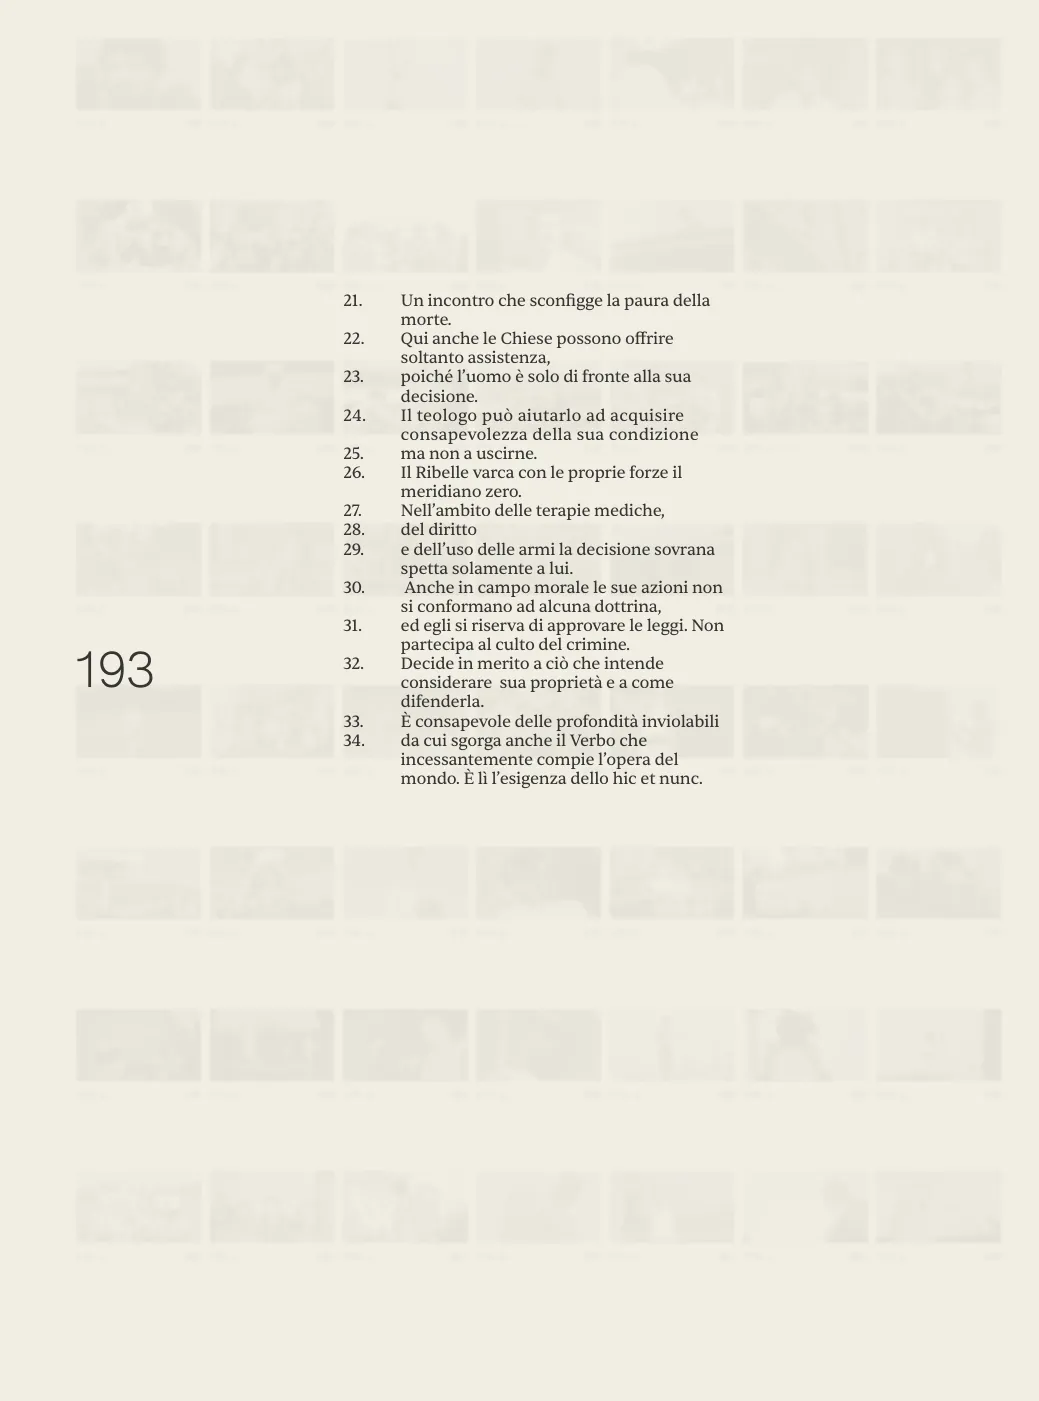 21. Un incontro che sconfigge la paura della
morte.
22. Qui anche le Chiese possono offrire
soltanto assistenza,
23. poiché l’uomo è solo di fronte alla sua
decisione.
24. Il teologo può aiutarlo ad acquisire
consapevolezza della sua condizione
25. ma non a uscirne.
26. Il Ribelle varca con le proprie forze il
meridiano zero.
27. Nell’ambito delle terapie mediche,
28. del diritto
29. e dell’uso delle armi la decisione sovrana
spetta solamente a lui.
30. Anche in campo morale le sue azioni non
si conformano ad alcuna dottrina,
31. ed egli si riserva di approvare le leggi. Non
partecipa al culto del crimine.
193
32. Decide in merito a ciò che intende
considerare sua proprietà e a come
difenderla.
33. È consapevole delle profondità inviolabili
34. da cui sgorga anche il Verbo che
incessantemente compie l’opera del
mondo. È lì l’esigenza dello hic et nunc.